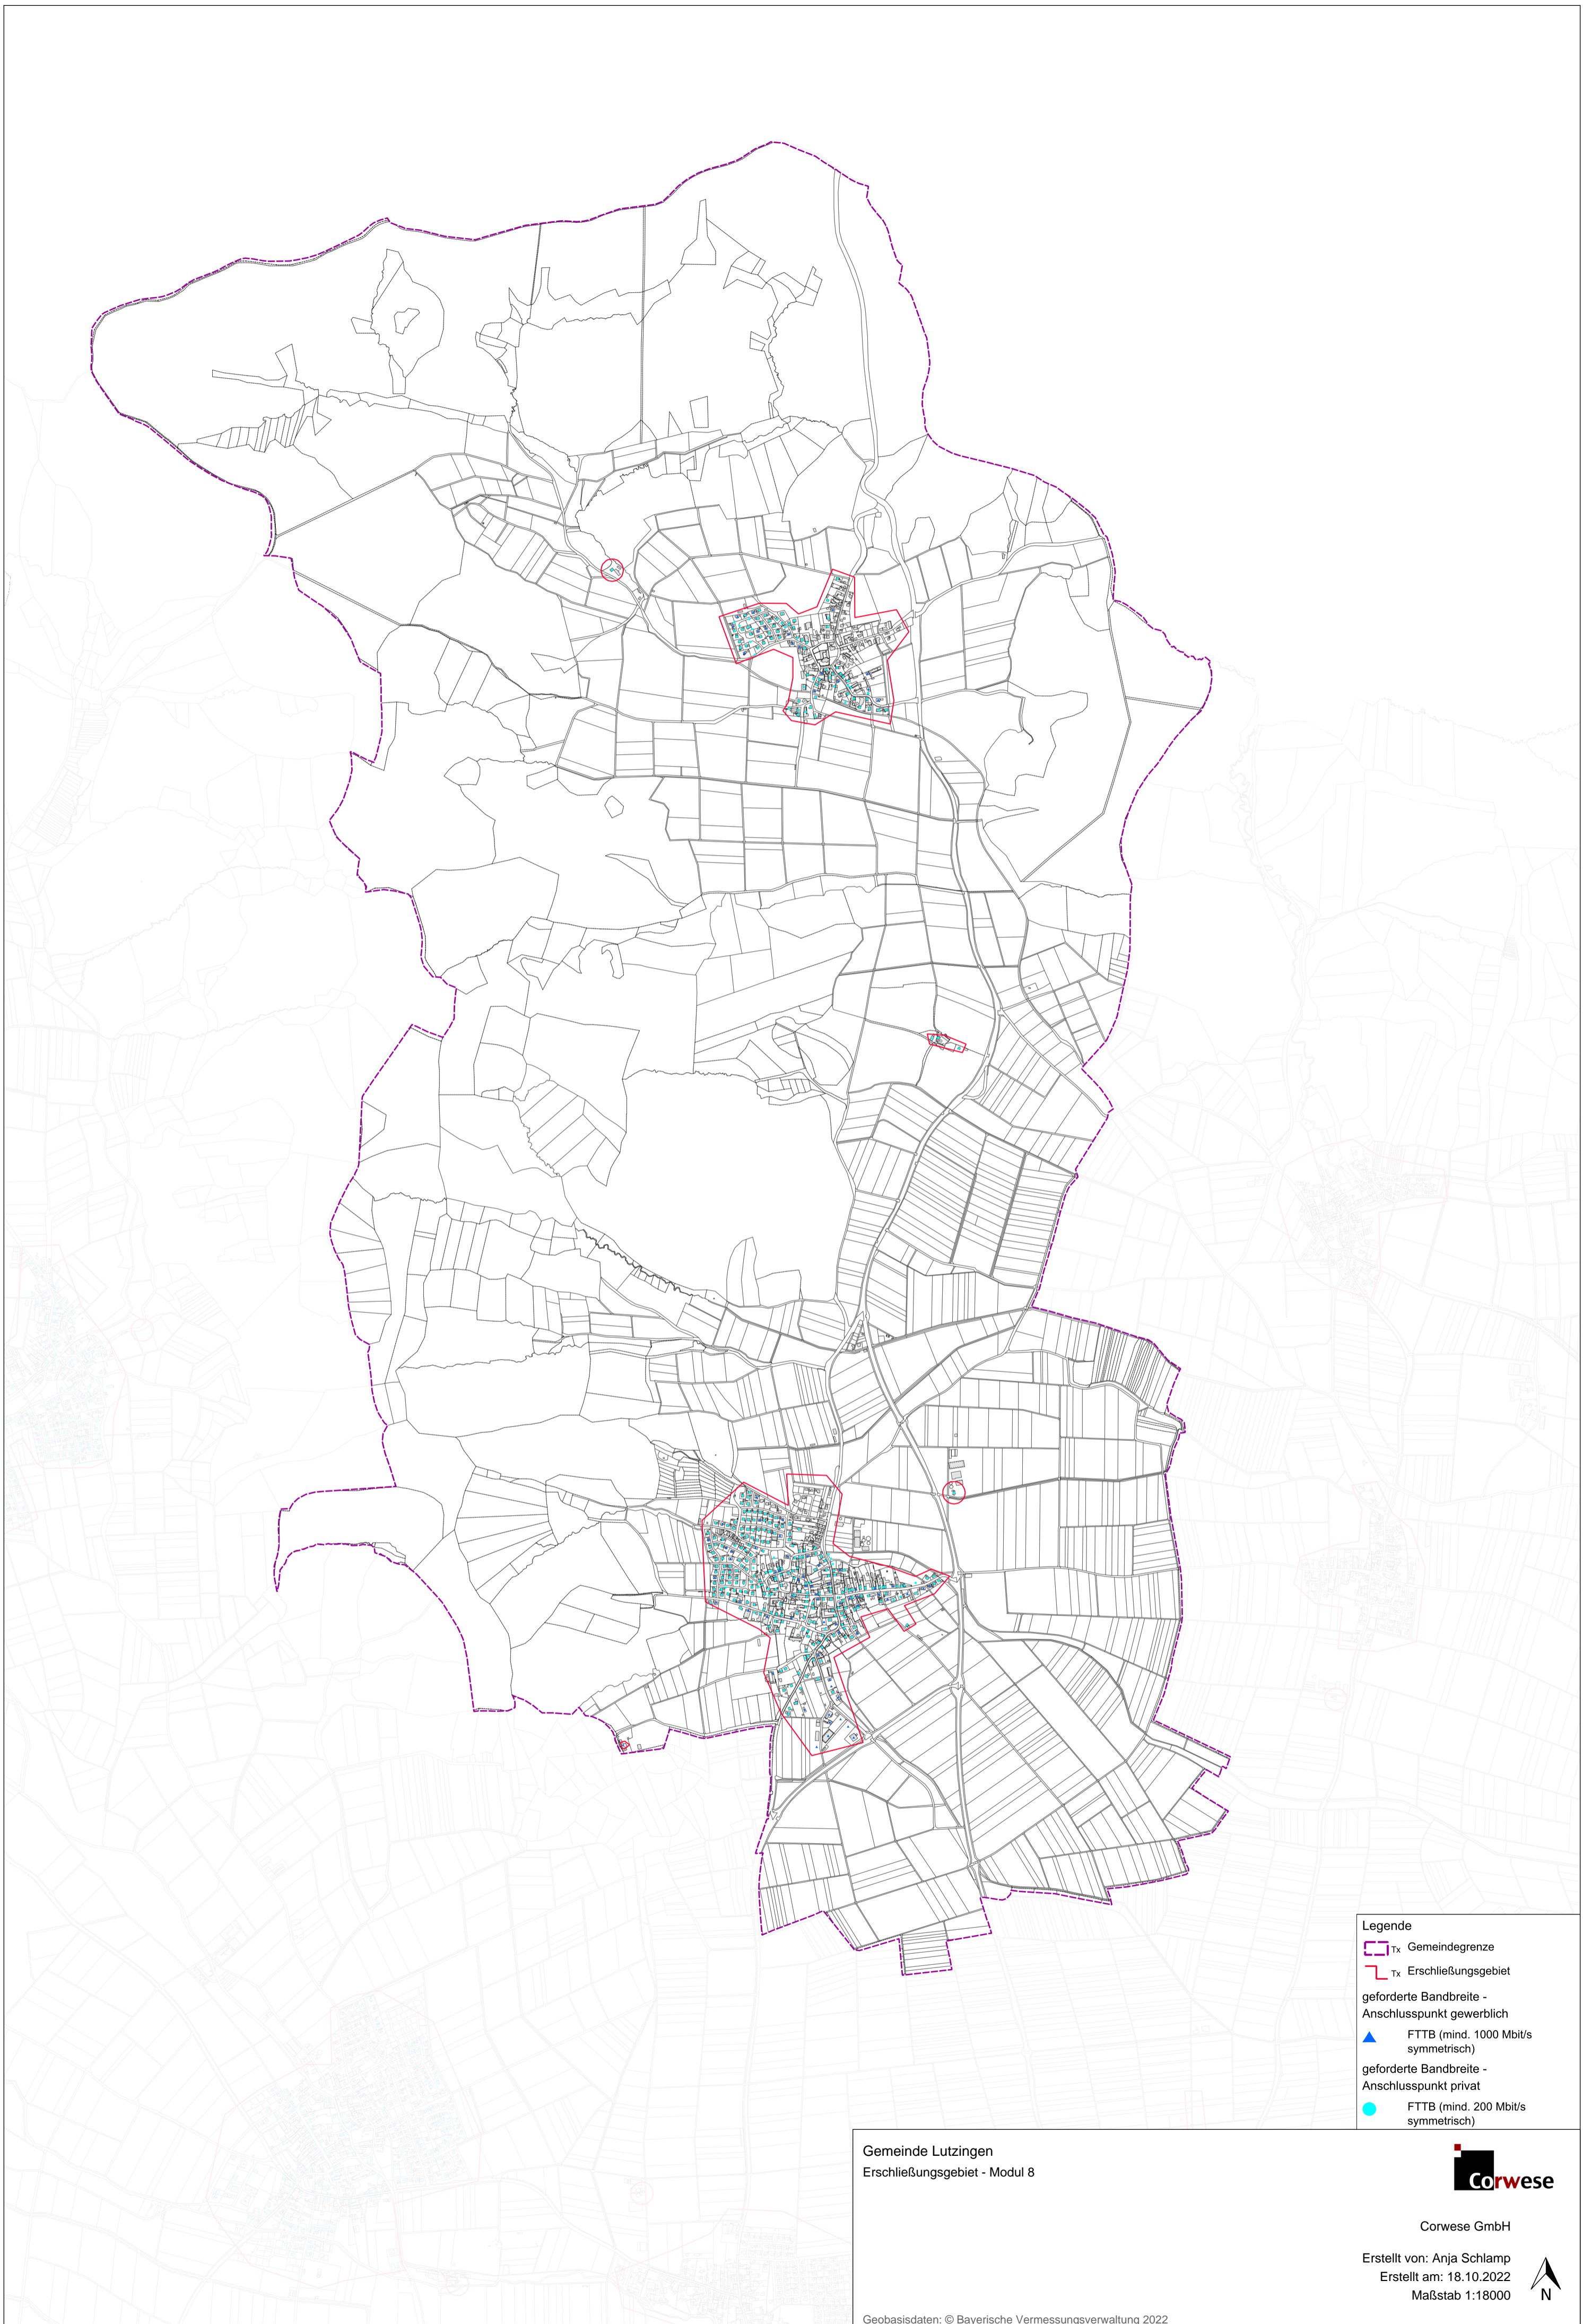 Legende
Tx Gemeindegrenze
Tx Erschließungsgebiet
geforderte Bandbreite -
Anschlusspunkt gewerblich
FTTB (mind. 1000 Mbit/s
symmetrisch)
geforderte Bandbreite -
Anschlusspunkt privat
FTTB (mind. 200 Mbit/s
symmetrisch)
Gemeinde Lutzingen
Erschließungsgebiet - Modul 8
Corwese
Corwese GmbH
Erstellt von: Anja Schlamp
Erstellt am: 18.10.2022
Maßstab 1:18000
N
Geobasisdaten: © Bayerische Vermessungsverwaltung 2022